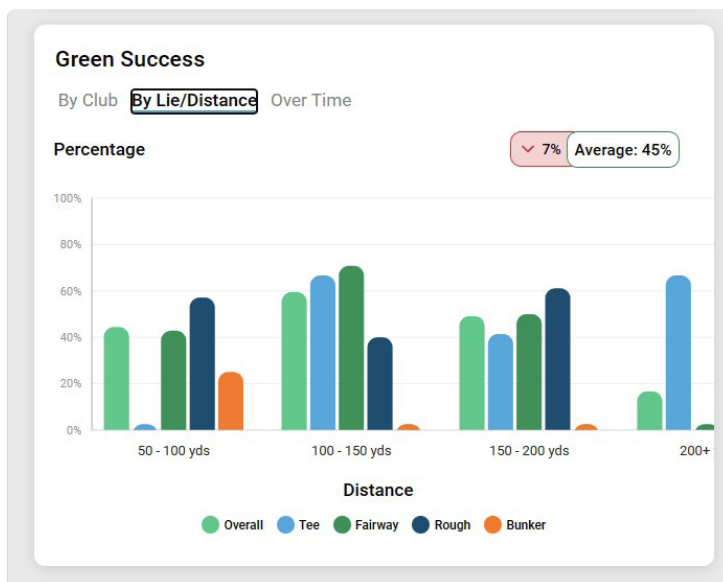 Green Success
By Club By Lie/Distance Over Time
Percentage
7% Average: 45%
100%
80%
60%
40%
20%
0%
50 - 100 yds 100 - 150 yds 150 - 200 yds 200+
Distance
Overall Tee Fairway Rough Bunker